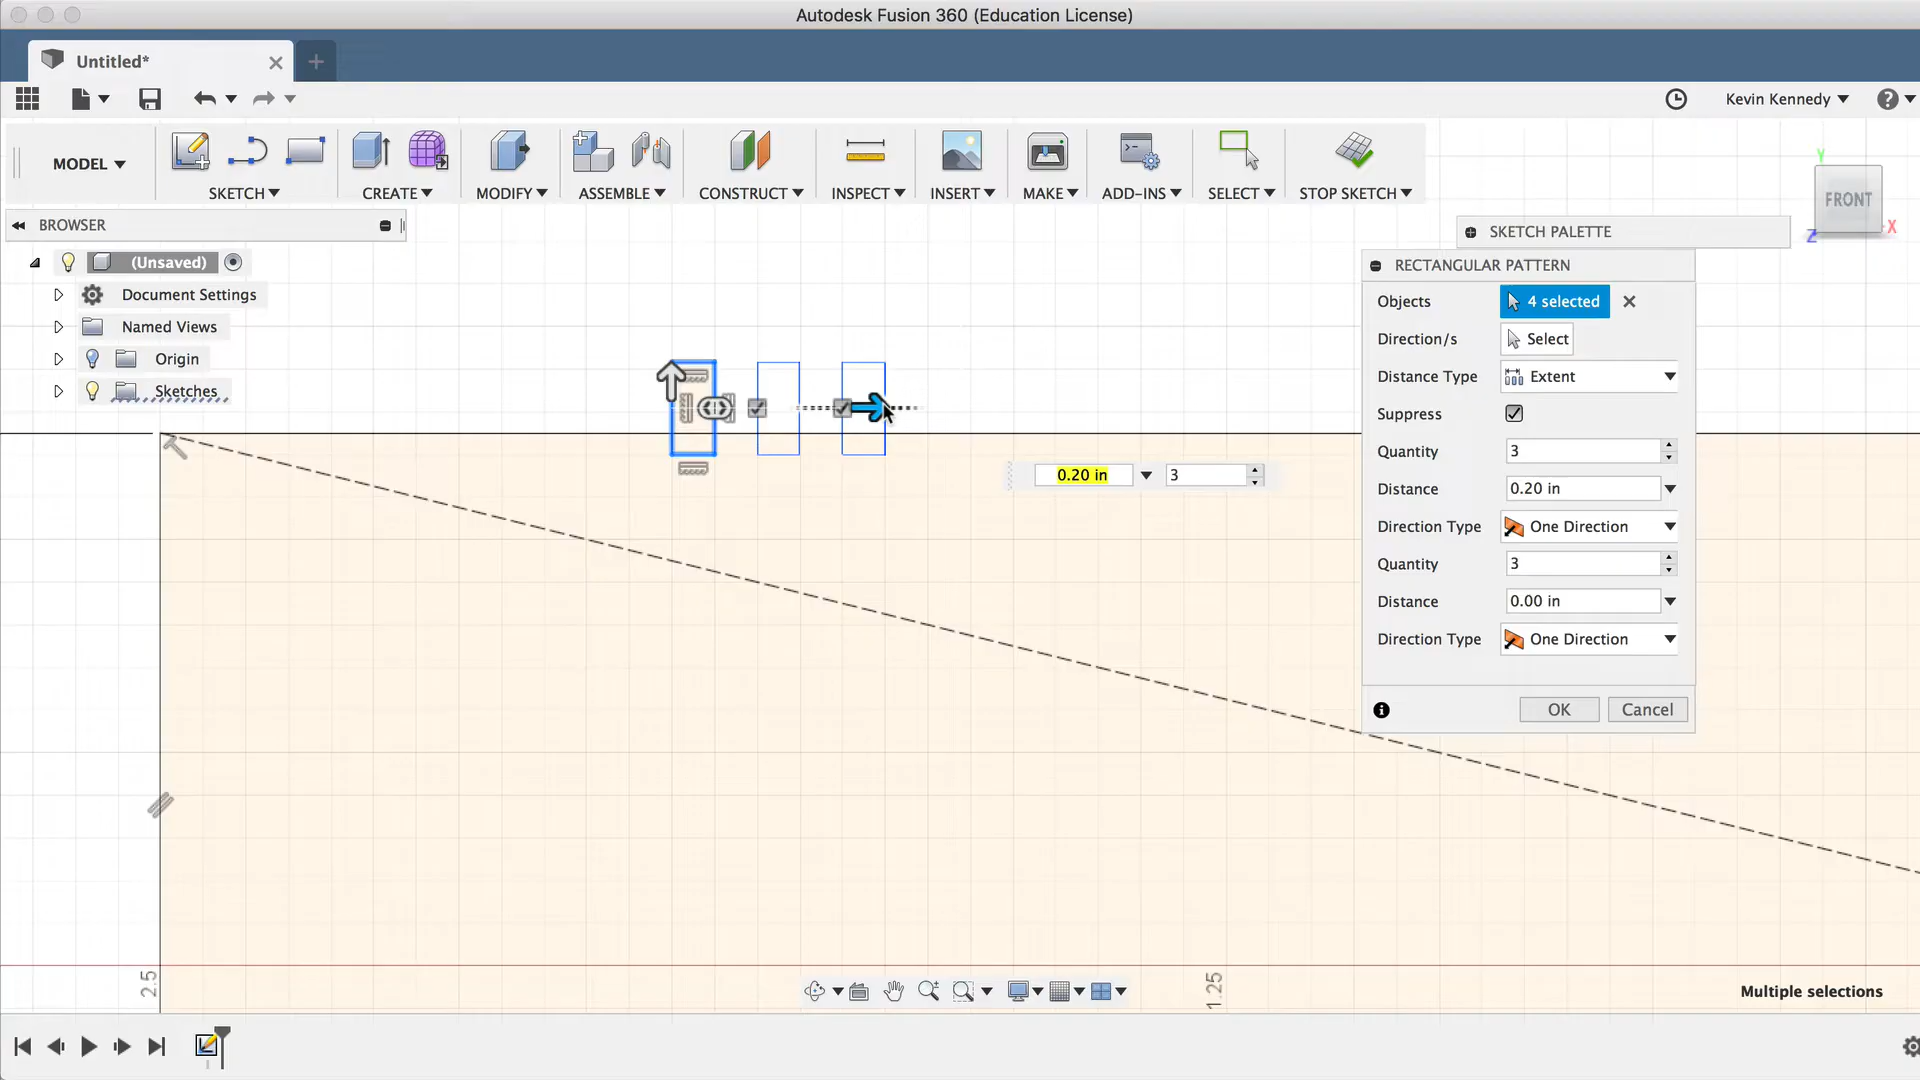 Autodesk Fusion 360 (Education License)
Untitled*
Kevin Kennedy
MODEL
SKETCH
CREATE
MODIFY
ASSEMBLE
CONSTRUCT
INSPECT
INSERT
MAKE
ADD-INS
SELECT
STOP SKETCH
Y
FRONT
X
Z
BROWSER
(Unsaved)
Document Settings
Named Views
Origin
Sketches
SKETCH PALETTE
RECTANGULAR PATTERN
Objects 4 selected
Direction/s Select
Distance Type Extent
Suppress
Quantity 3
Distance 0.20 in
Direction Type One Direction
Quantity 3
Distance 0.00 in
Direction Type One Direction
OK Cancel
0.20 in 3
2.5
1.25
Multiple selections